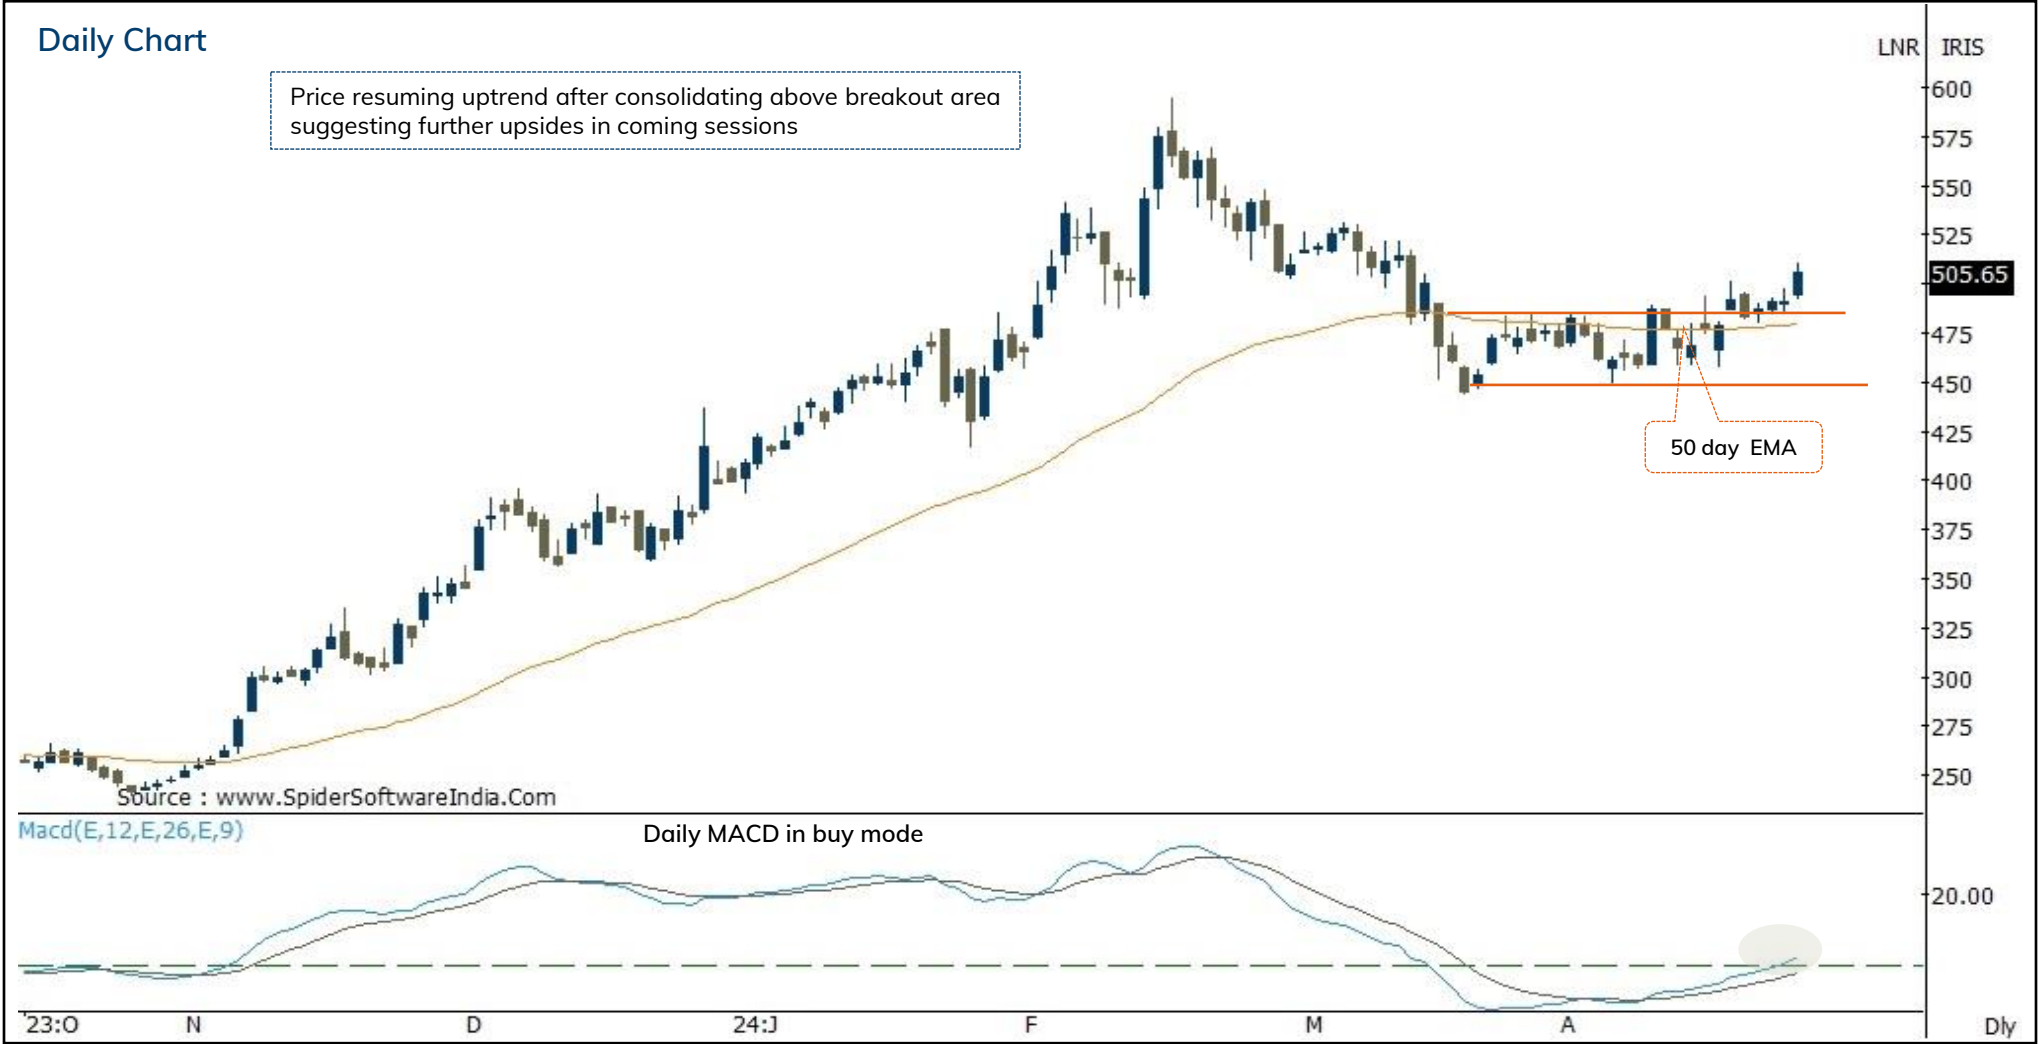 Daily Chart
LNR IRIS
Price resuming uptrend after consolidating above breakout area
suggesting further upsides in coming sessions
600
575
550
525
505.65
475
450
50 day EMA
425
400
375
350
325
300
275
250
Source : www.SpiderSoftwareIndia.Com
Macd(E,12,E,26,E,9)
Daily MACD in buy mode
20.00
'23:O N D 24:J F M A Dly